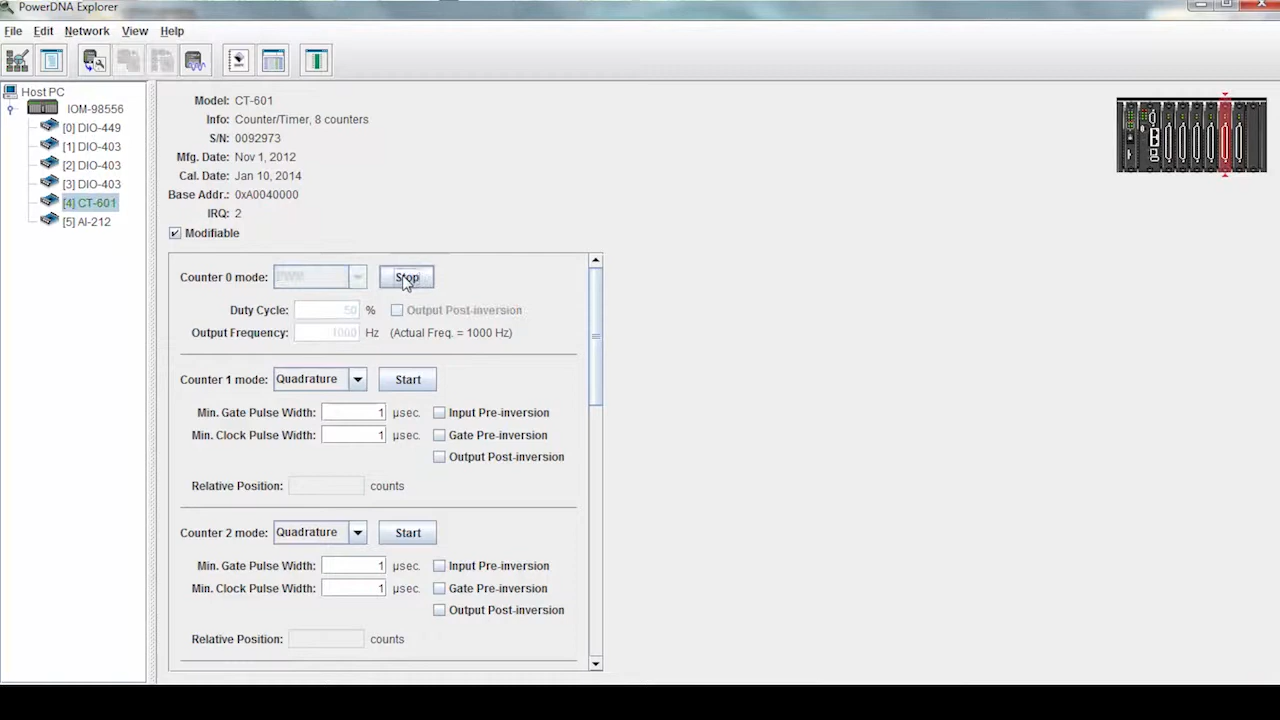 PowerDNA Explorer
File Edit Network View Help
Host PC
IOM-98556
[0] DIO-449
[1] DIO-403
[2] DIO-403
[3] DIO-403
[4] CT-601
[5] AI-212
Model: CT-601
Info: Counter/Timer, 8 counters
S/N: 0092973
Mfg. Date: Nov 1, 2012
Cal. Date: Jan 10, 2014
Base Addr.: 0xA0040000
IRQ: 2
Modifiable
Counter 0 mode: PWM Stop
Duty Cycle: 50 % Output Post-inversion
Output Frequency: 1000 Hz (Actual Freq. = 1000 Hz)
Counter 1 mode: Quadrature Start
Min. Gate Pulse Width: 1 µsec. Input Pre-inversion
Min. Clock Pulse Width: 1 µsec. Gate Pre-inversion
Output Post-inversion
Relative Position: counts
Counter 2 mode: Quadrature Start
Min. Gate Pulse Width: 1 µsec. Input Pre-inversion
Min. Clock Pulse Width: 1 µsec. Gate Pre-inversion
Output Post-inversion
Relative Position: counts